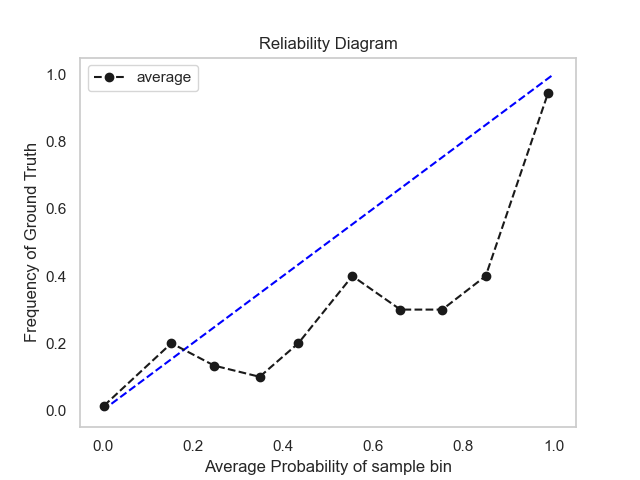 Reliability Diagram
average
1.0
0.8
0.6
0.4
0.2
0.0
Frequency of Ground Truth
0.0 0.2 0.4 0.6 0.8 1.0
Average Probability of sample bin